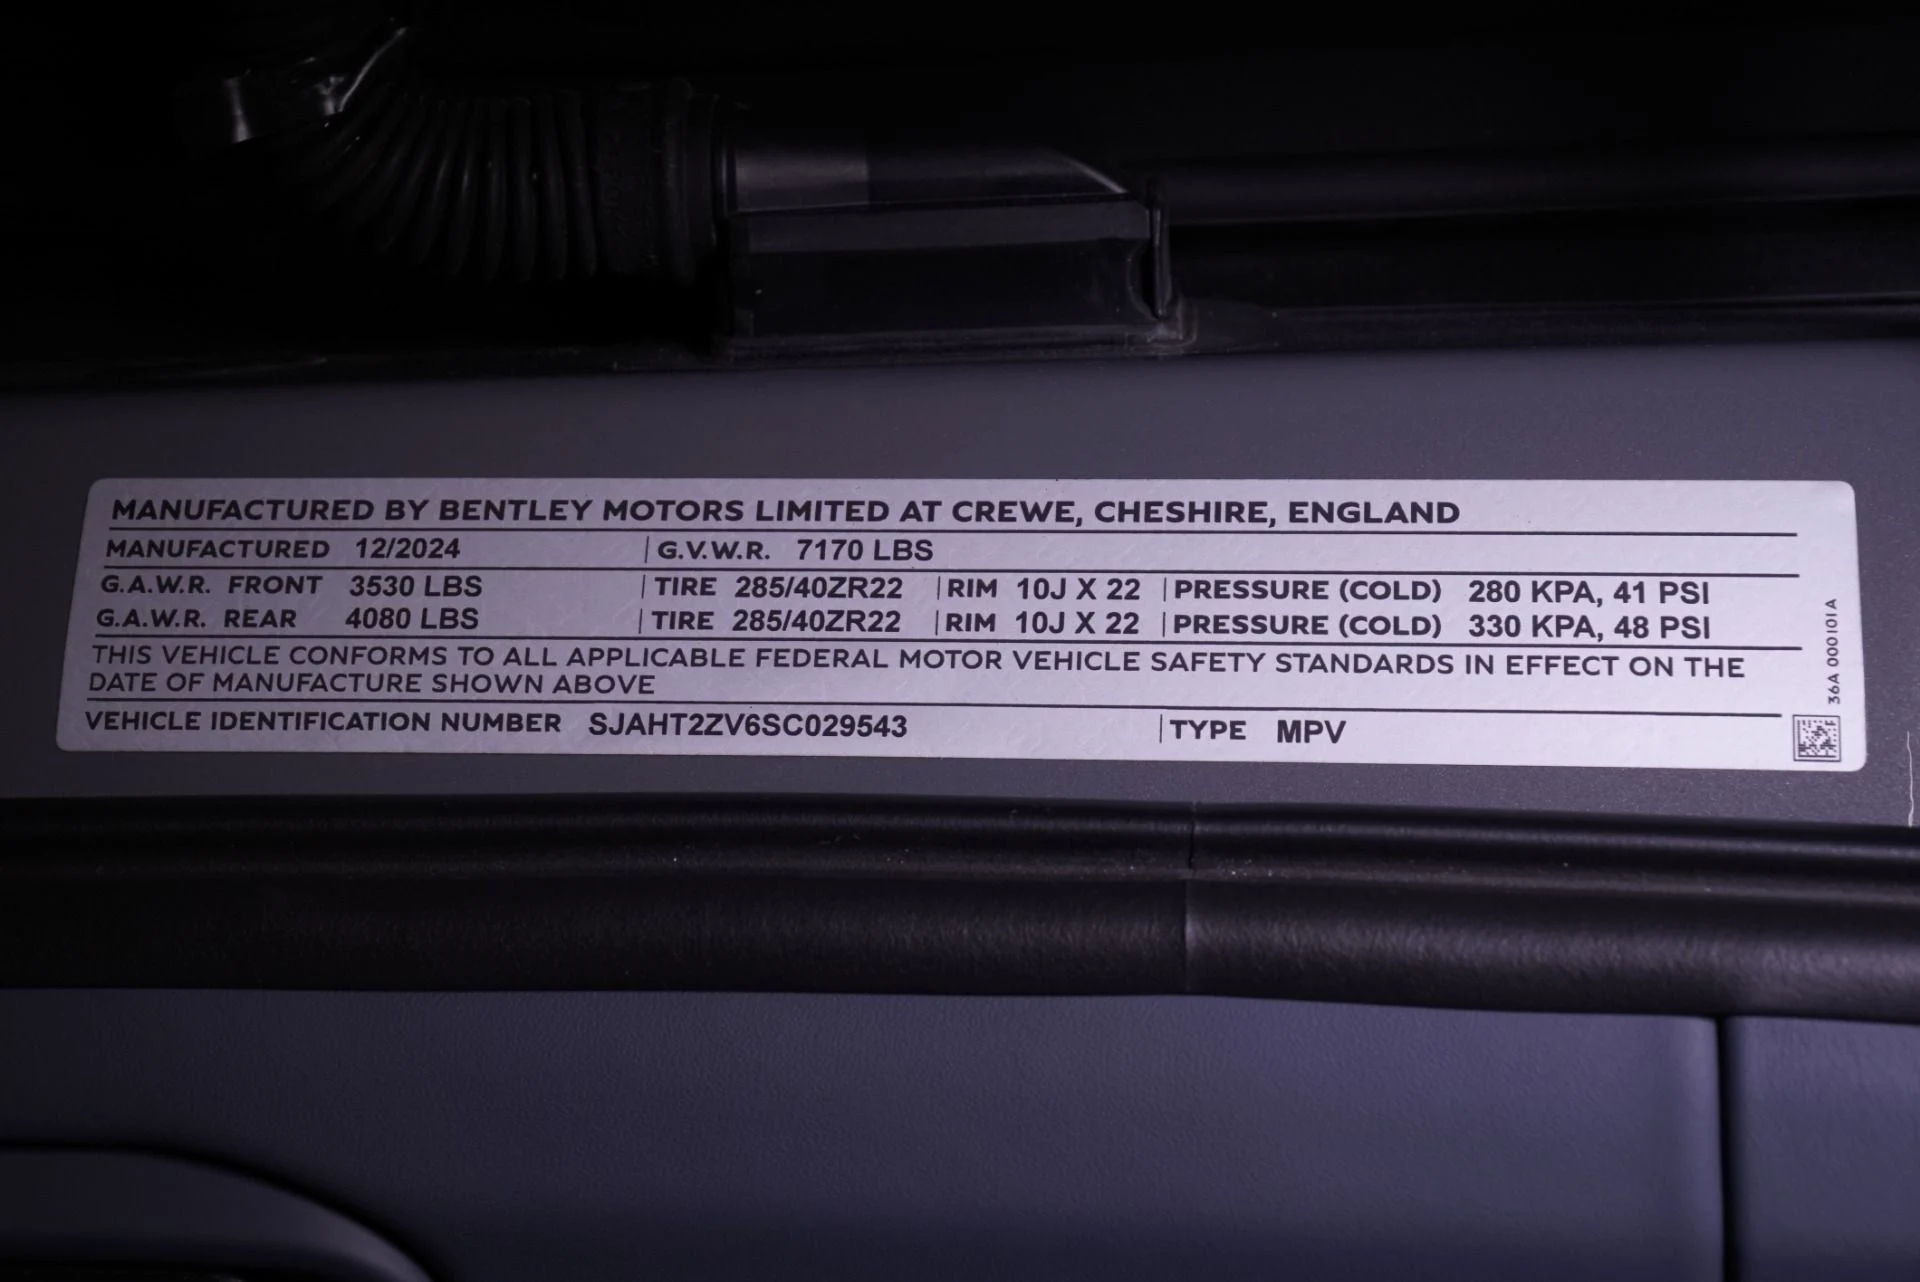 MANUFACTURED BY BENTLEY MOTORS LIMITED AT CREWE, CHESHIRE, ENGLAND
MANUFACTURED 12/2024 | G.V.W.R. 7170 LBS
G.A.W.R. FRONT 3530 LBS | TIRE 285/40ZR22 | RIM 10J X 22 | PRESSURE (COLD) 280 KPA, 41 PSI
G.A.W.R. REAR 4080 LBS | TIRE 285/40ZR22 | RIM 10J X 22 | PRESSURE (COLD) 330 KPA, 48 PSI
THIS VEHICLE CONFORMS TO ALL APPLICABLE FEDERAL MOTOR VEHICLE SAFETY STANDARDS IN EFFECT ON THE
DATE OF MANUFACTURE SHOWN ABOVE
VEHICLE IDENTIFICATION NUMBER SJAHT2ZV6SC029543 | TYPE MPV
36A 000101A